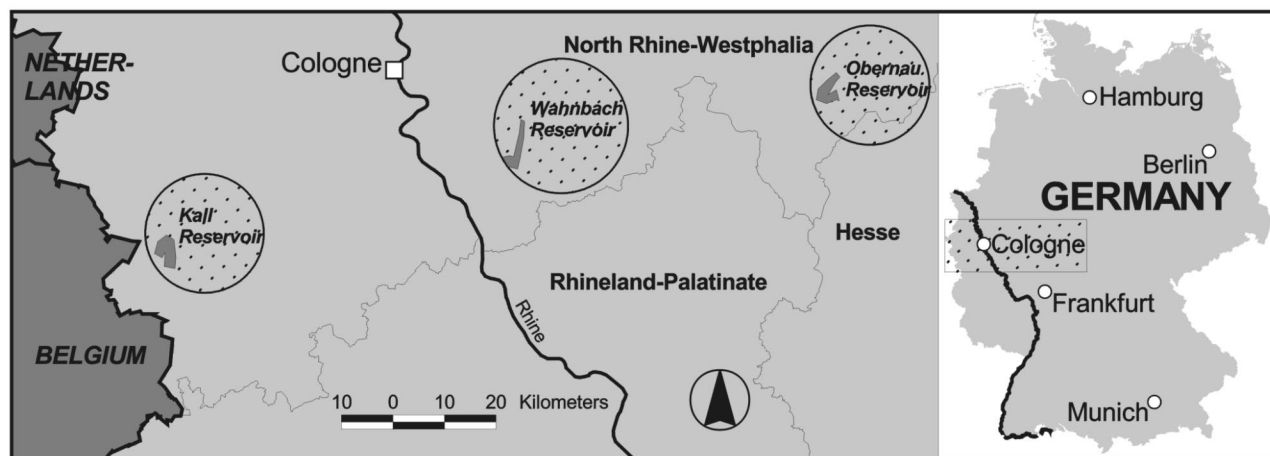 NETHER-
LANDS
Cologne
North Rhine-Westphalia
Wahnbach
Reservoir
Obernau
Reservoir
Kall
Reservoir
Hesse
Rhineland-Palatinate
Rhine
BELGIUM
10 0 10 20 Kilometers
Hamburg
Berlin
GERMANY
Cologne
Frankfurt
Munich